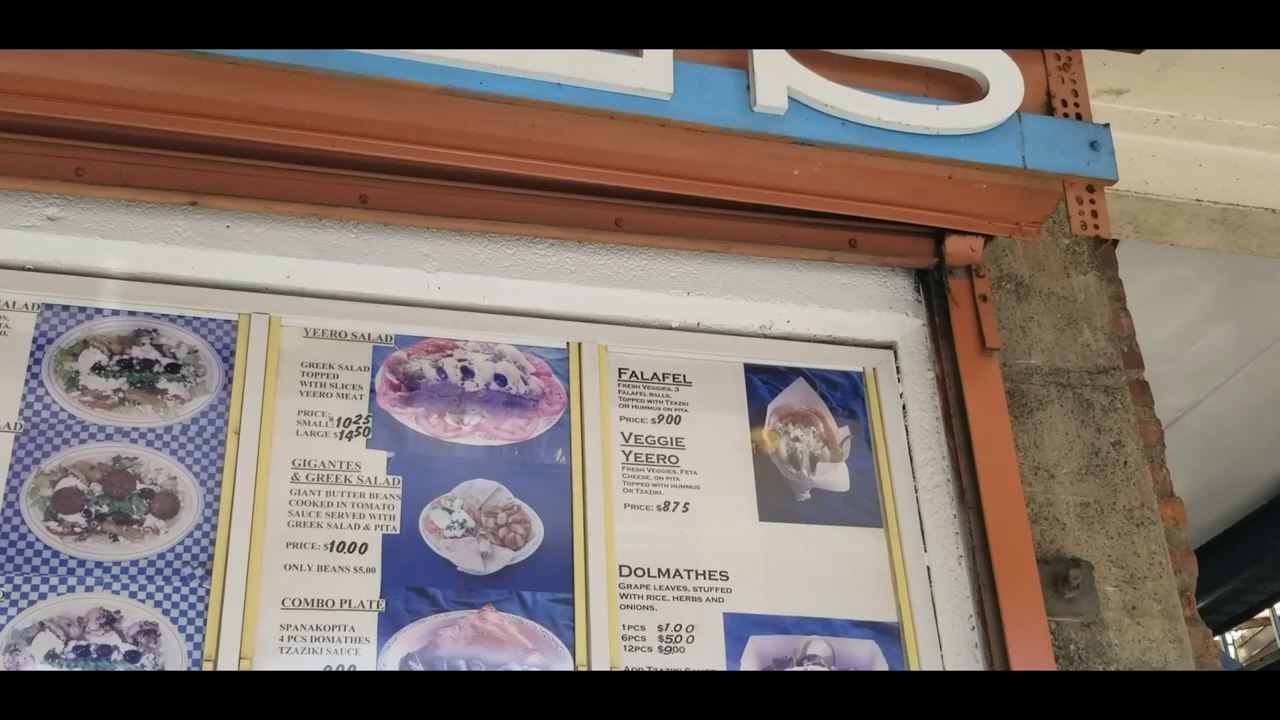 ES
SALAD
YEERO SALAD
GREEK SALAD
TOPPED
WITH SLICES
YEERO MEAT
PRICE:
SMALL: $10.25
LARGE $14.50
GIGANTES
& GREEK SALAD
GIANT BUTTER BEANS
COOKED IN TOMATO
SAUCE SERVED WITH
GREEK SALAD & PITA
PRICE: $10.00
ONLY BEANS $5.00
COMBO PLATE
SPANAKOPITA
4 PCS DOMATHES
TZAZIKI SAUCE
FALAFEL
FRESH VEGGIES, 3
FALAFEL BALLS,
TOPPED WITH TZAZKI
OR HUMMUS ON PITA.
PRICE: $9.00
VEGGIE
YEERO
FRESH VEGGIES, FETA
CHEESE, ON PITA
TOPPED WITH HUMMUS
OR TZAZIKI.
PRICE: $8.75
DOLMATHES
GRAPE LEAVES, STUFFED
WITH RICE, HERBS AND
ONIONS.
1PCS $1.00
6PCS $5.00
12PCS $9.00
ADD TZAZIKI SAUCE